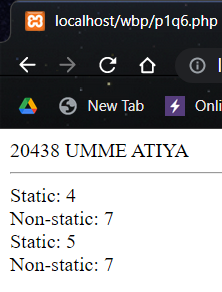 localhost/wbp/p1q6.php
New Tab
Onli
20438 UMME ATIYA
Static: 4
Non-static: 7
Static: 5
Non-static: 7